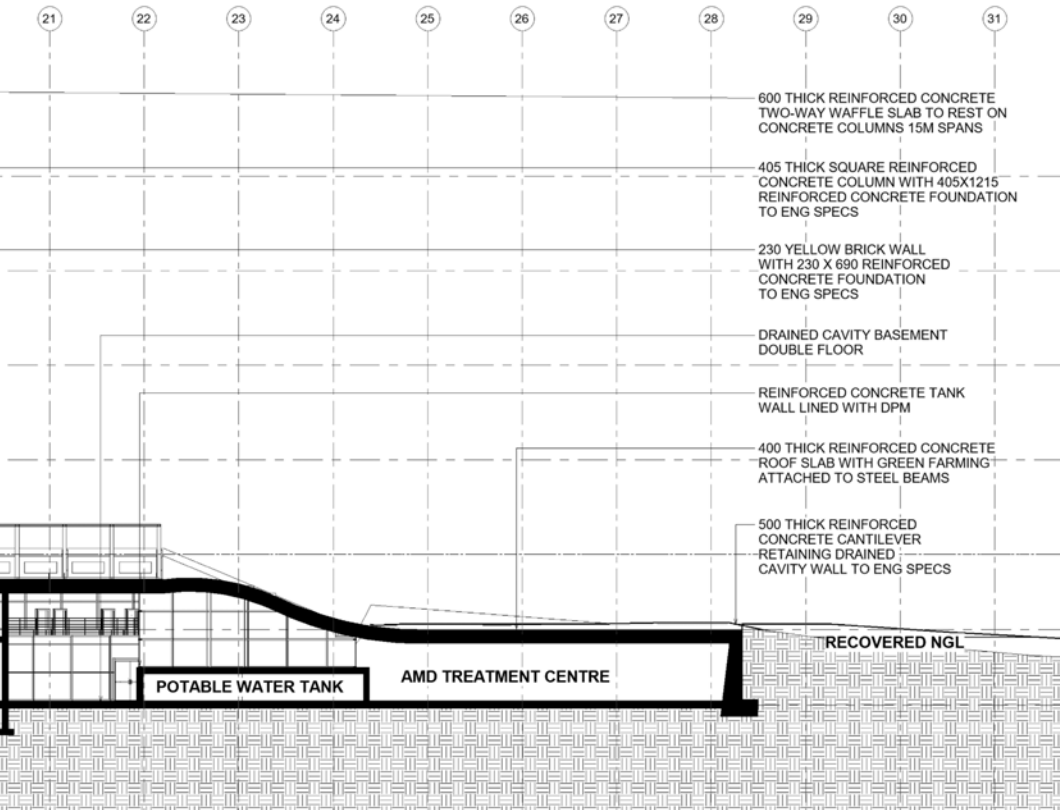 21 22 23 24 25 26 27 28 29 30 31
600 THICK REINFORCED CONCRETE
TWO-WAY WAFFLE SLAB TO REST ON
CONCRETE COLUMNS 15M SPANS
405 THICK SQUARE REINFORCED
CONCRETE COLUMN WITH 405X1215
REINFORCED CONCRETE FOUNDATION
TO ENG SPECS
230 YELLOW BRICK WALL
WITH 230 X 690 REINFORCED
CONCRETE FOUNDATION
TO ENG SPECS
DRAINED CAVITY BASEMENT
DOUBLE FLOOR
REINFORCED CONCRETE TANK
WALL LINED WITH DPM
400 THICK REINFORCED CONCRETE
ROOF SLAB WITH GREEN FARMING
ATTACHED TO STEEL BEAMS
500 THICK REINFORCED
CONCRETE CANTILEVER
RETAINING DRAINED
CAVITY WALL TO ENG SPECS
RECOVERED NGL
AMD TREATMENT CENTRE
POTABLE WATER TANK